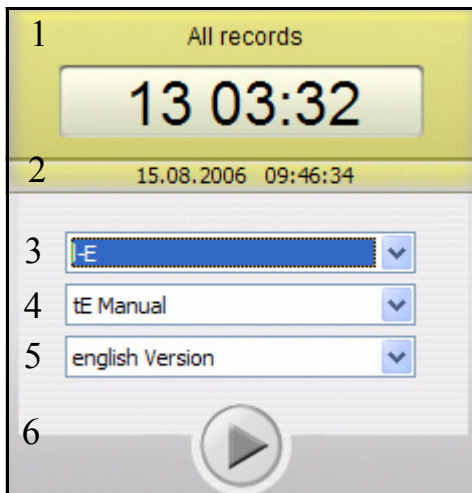 1 All records
13 03:32
2 15.08.2006 09:46:34
3 I-E
4 tE Manual
5 english Version
6